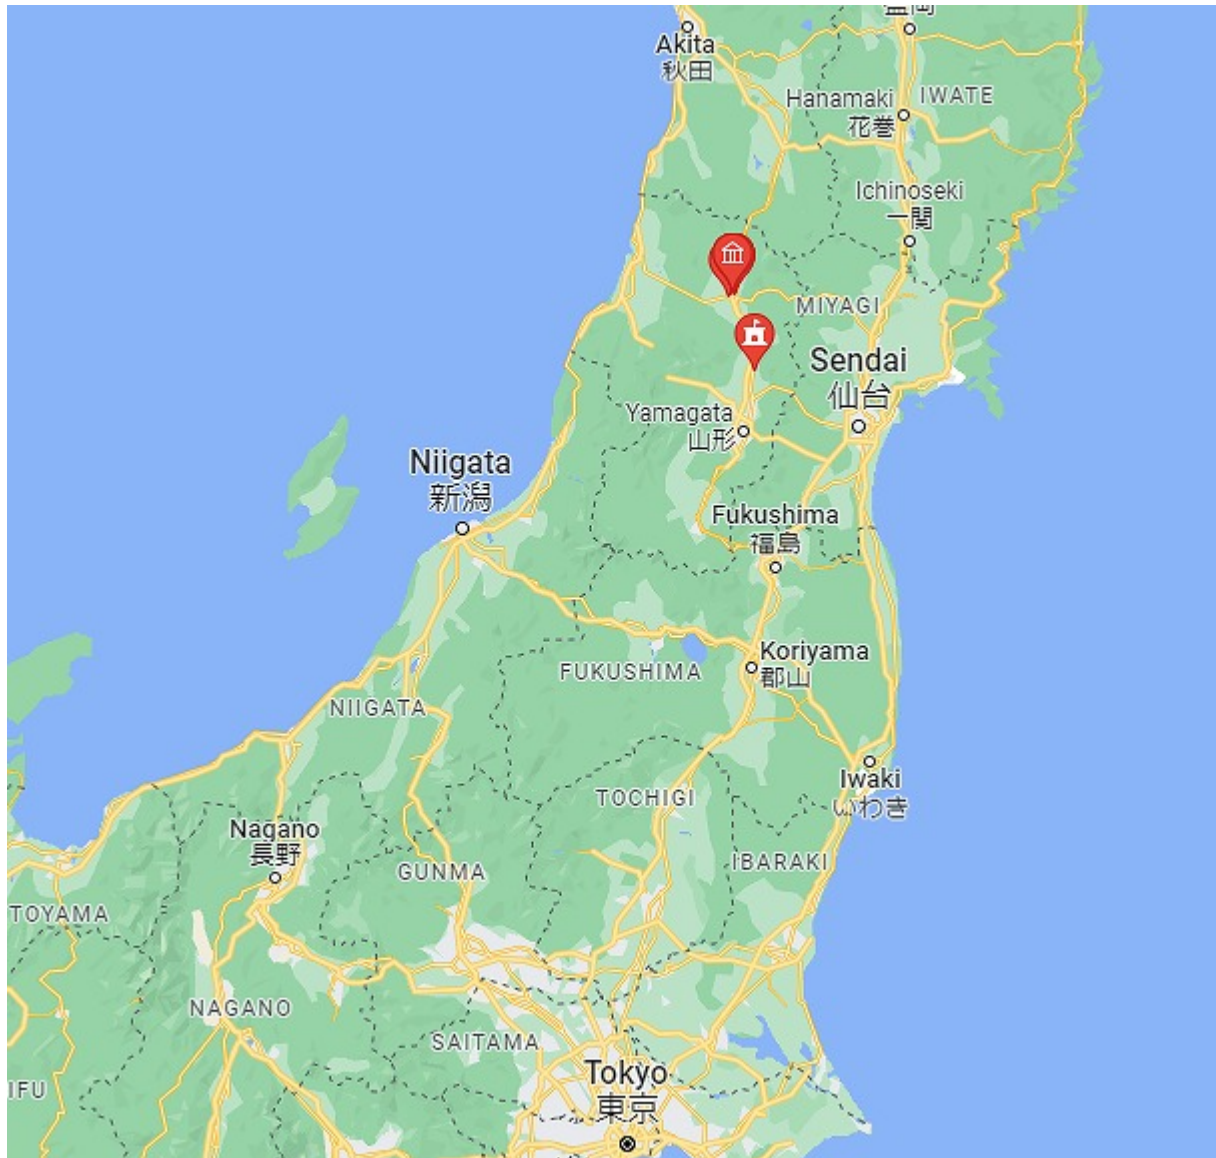 Akita
秋田
Hanamaki
花巻
IWATE
Ichinoseki
一関
MIYAGI
Sendai
仙台
Yamagata
山形
Niigata
新潟
Fukushima
福島
Koriyama
郡山
FUKUSHIMA
NIIGATA
Iwaki
いわき
TOCHIGI
Nagano
長野
IBARAKI
GUNMA
TOYAMA
NAGANO
SAITAMA
Tokyo
東京
IFU